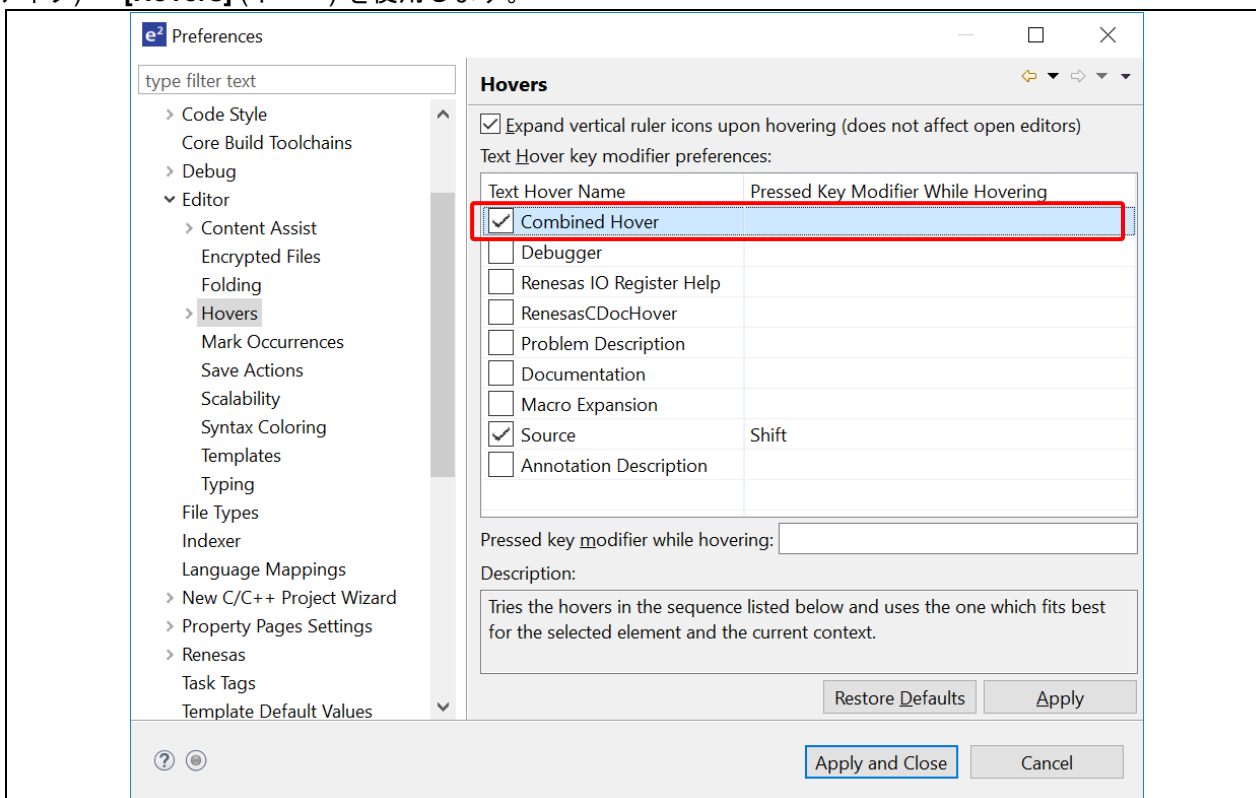 [Hovers]
e² Preferences
type filter text
Code Style
Core Build Toolchains
Debug
Editor
Content Assist
Encrypted Files
Folding
Hovers
Mark Occurrences
Save Actions
Scalability
Syntax Coloring
Templates
Typing
File Types
Indexer
Language Mappings
New C/C++ Project Wizard
Property Pages Settings
Renesas
Task Tags
Template Default Values
Hovers
Expand vertical ruler icons upon hovering (does not affect open editors)
Text Hover key modifier preferences:
Text Hover Name Pressed Key Modifier While Hovering
Combined Hover
Debugger
Renesas IO Register Help
RenesasCDocHover
Problem Description
Documentation
Macro Expansion
Source Shift
Annotation Description
Pressed key modifier while hovering:
Description:
Tries the hovers in the sequence listed below and uses the one which fits best
for the selected element and the current context.
Restore Defaults Apply
Apply and Close Cancel